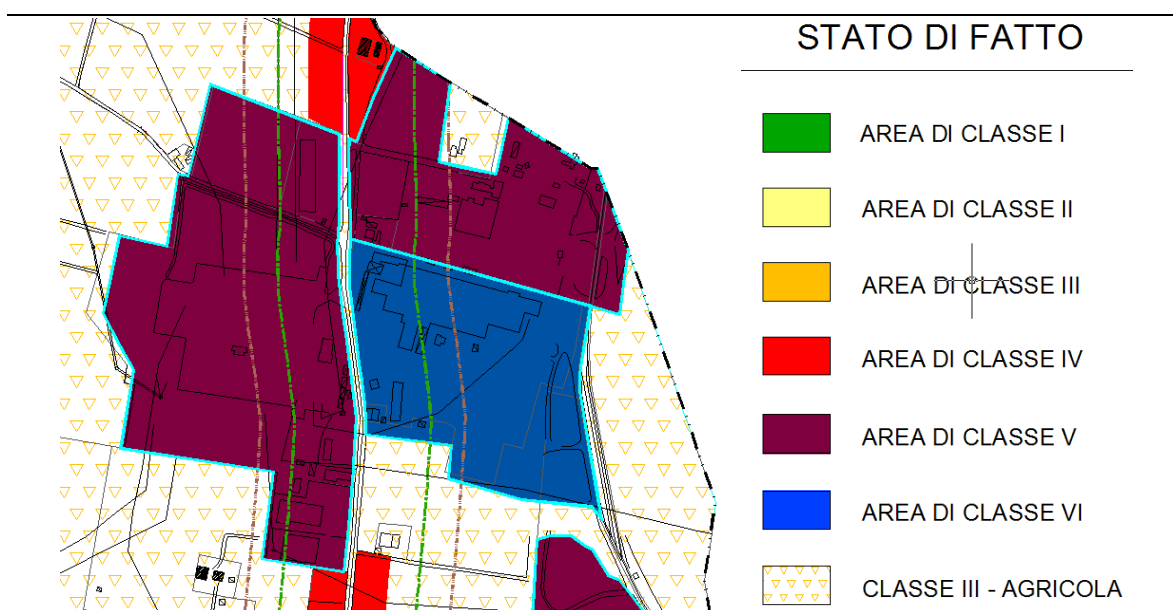 STATO DI FATTO
AREA DI CLASSE I
AREA DI CLASSE II
AREA DI CLASSE III
AREA DI CLASSE IV
AREA DI CLASSE V
AREA DI CLASSE VI
CLASSE III - AGRICOLA